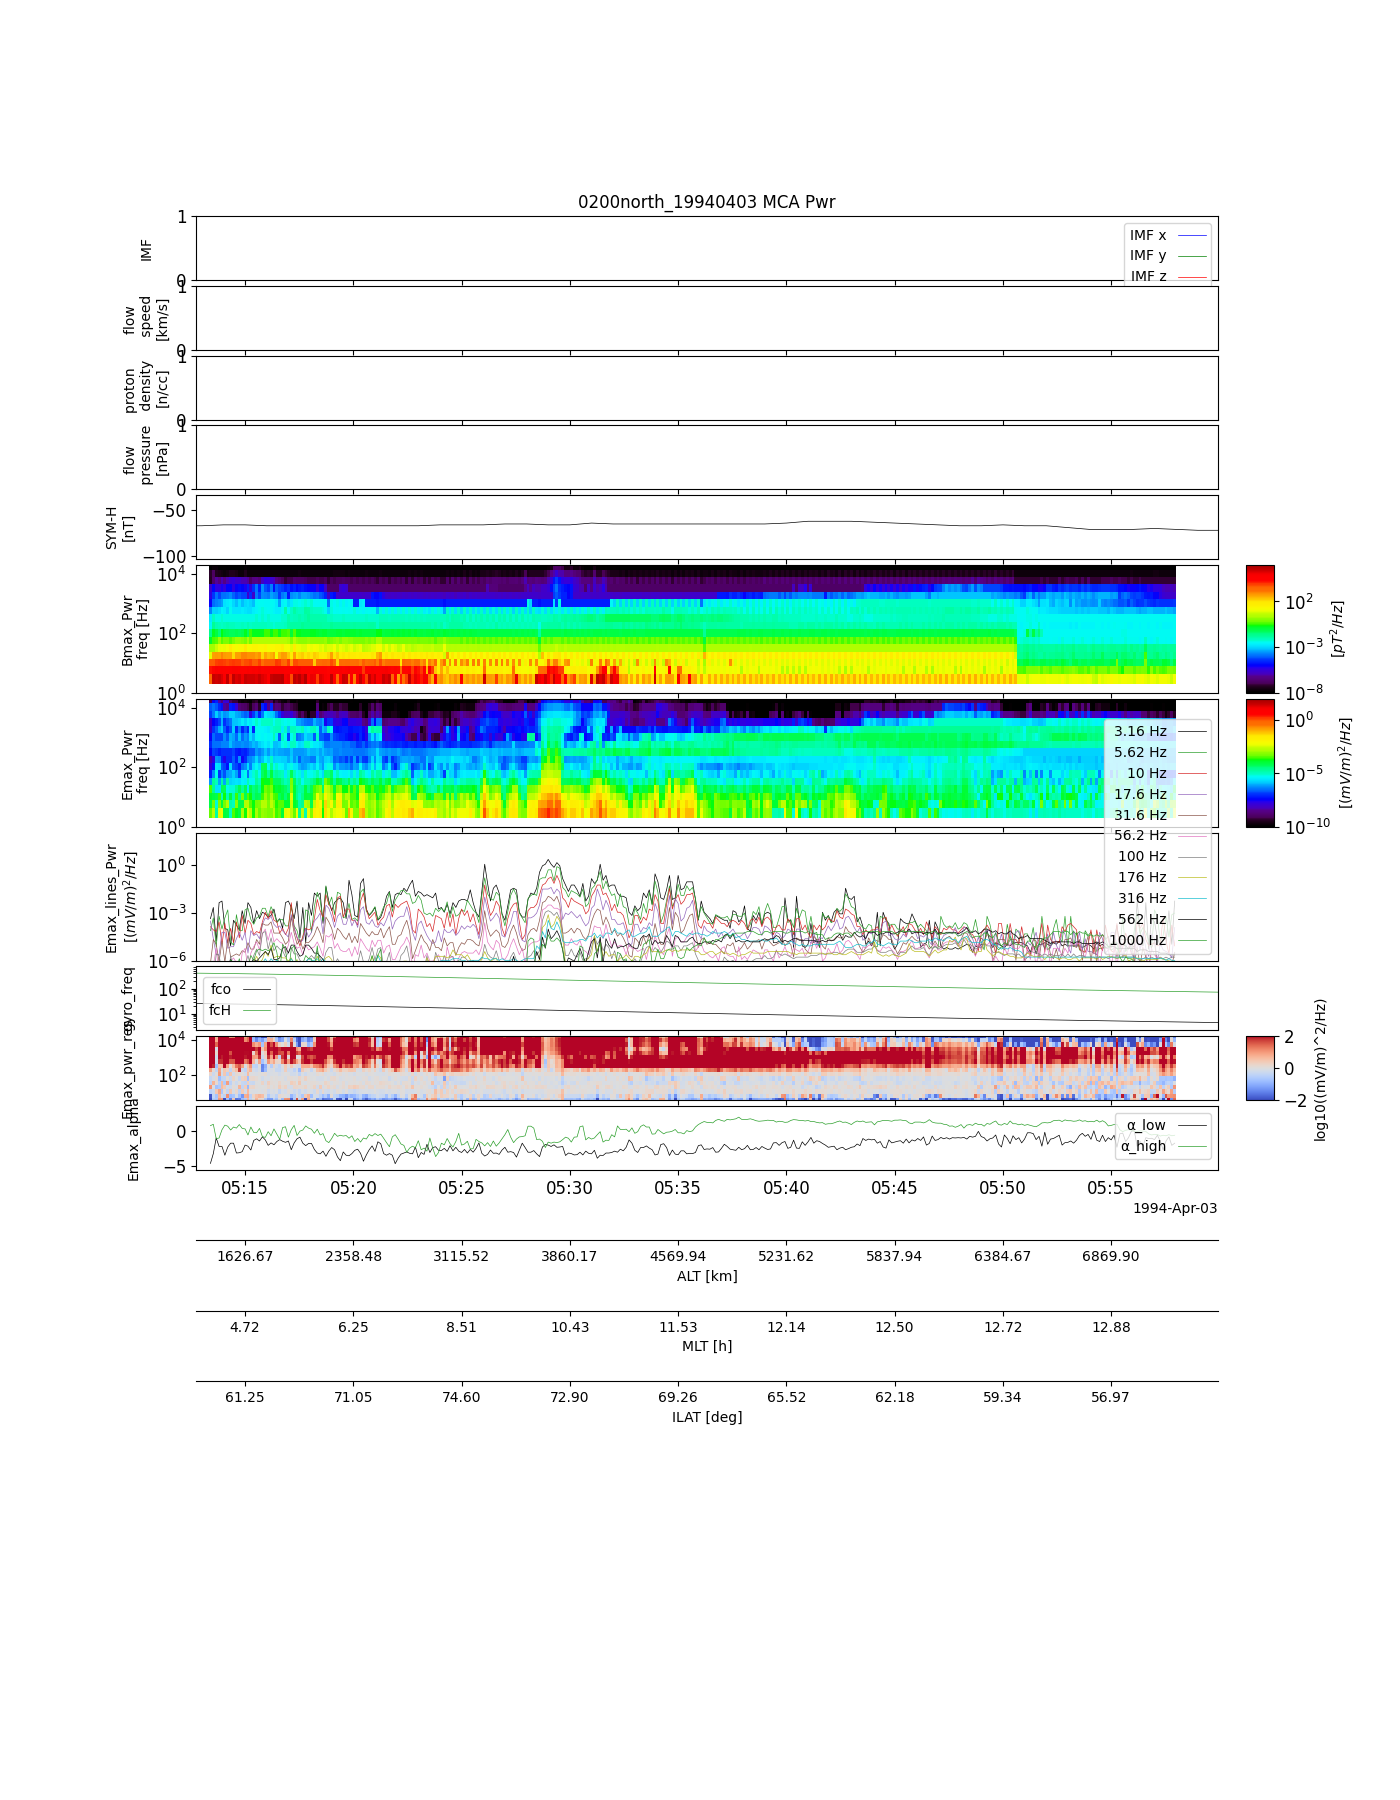 0200north_19940403 MCA Pwr
1
0
IMF
IMF x
IMF y
IMF z
1
0
flow
speed
[km/s]
1
0
proton
density
[n/cc]
1
0
flow
pressure
[nPa]
−50
−100
SYM-H
[nT]
10^4
10^2
10^0
Bmax_Pwr
freq [Hz]
10^2
10^−3
10^−8
[pT^2/Hz]
10^4
10^2
10^0
Emax_Pwr
freq [Hz]
10^0
10^−5
10^−10
[(mV/m)^2/Hz]
3.16 Hz
5.62 Hz
10 Hz
17.6 Hz
31.6 Hz
56.2 Hz
100 Hz
176 Hz
316 Hz
562 Hz
1000 Hz
10^0
10^−3
10^−6
Emax_lines_Pwr
[(mV/m)^2/Hz]
10^2
10^1
gyro_freq
fco
fcH
10^4
10^2
Emax_pwr_reg
2
0
−2
log10((mV/m)^2/Hz)
0
−5
Emax_alpha
α_low
α_high
05:15 05:20 05:25 05:30 05:35 05:40 05:45 05:50 05:55
1994-Apr-03
1626.67 2358.48 3115.52 3860.17 4569.94 5231.62 5837.94 6384.67 6869.90
ALT [km]
4.72 6.25 8.51 10.43 11.53 12.14 12.50 12.72 12.88
MLT [h]
61.25 71.05 74.60 72.90 69.26 65.52 62.18 59.34 56.97
ILAT [deg]